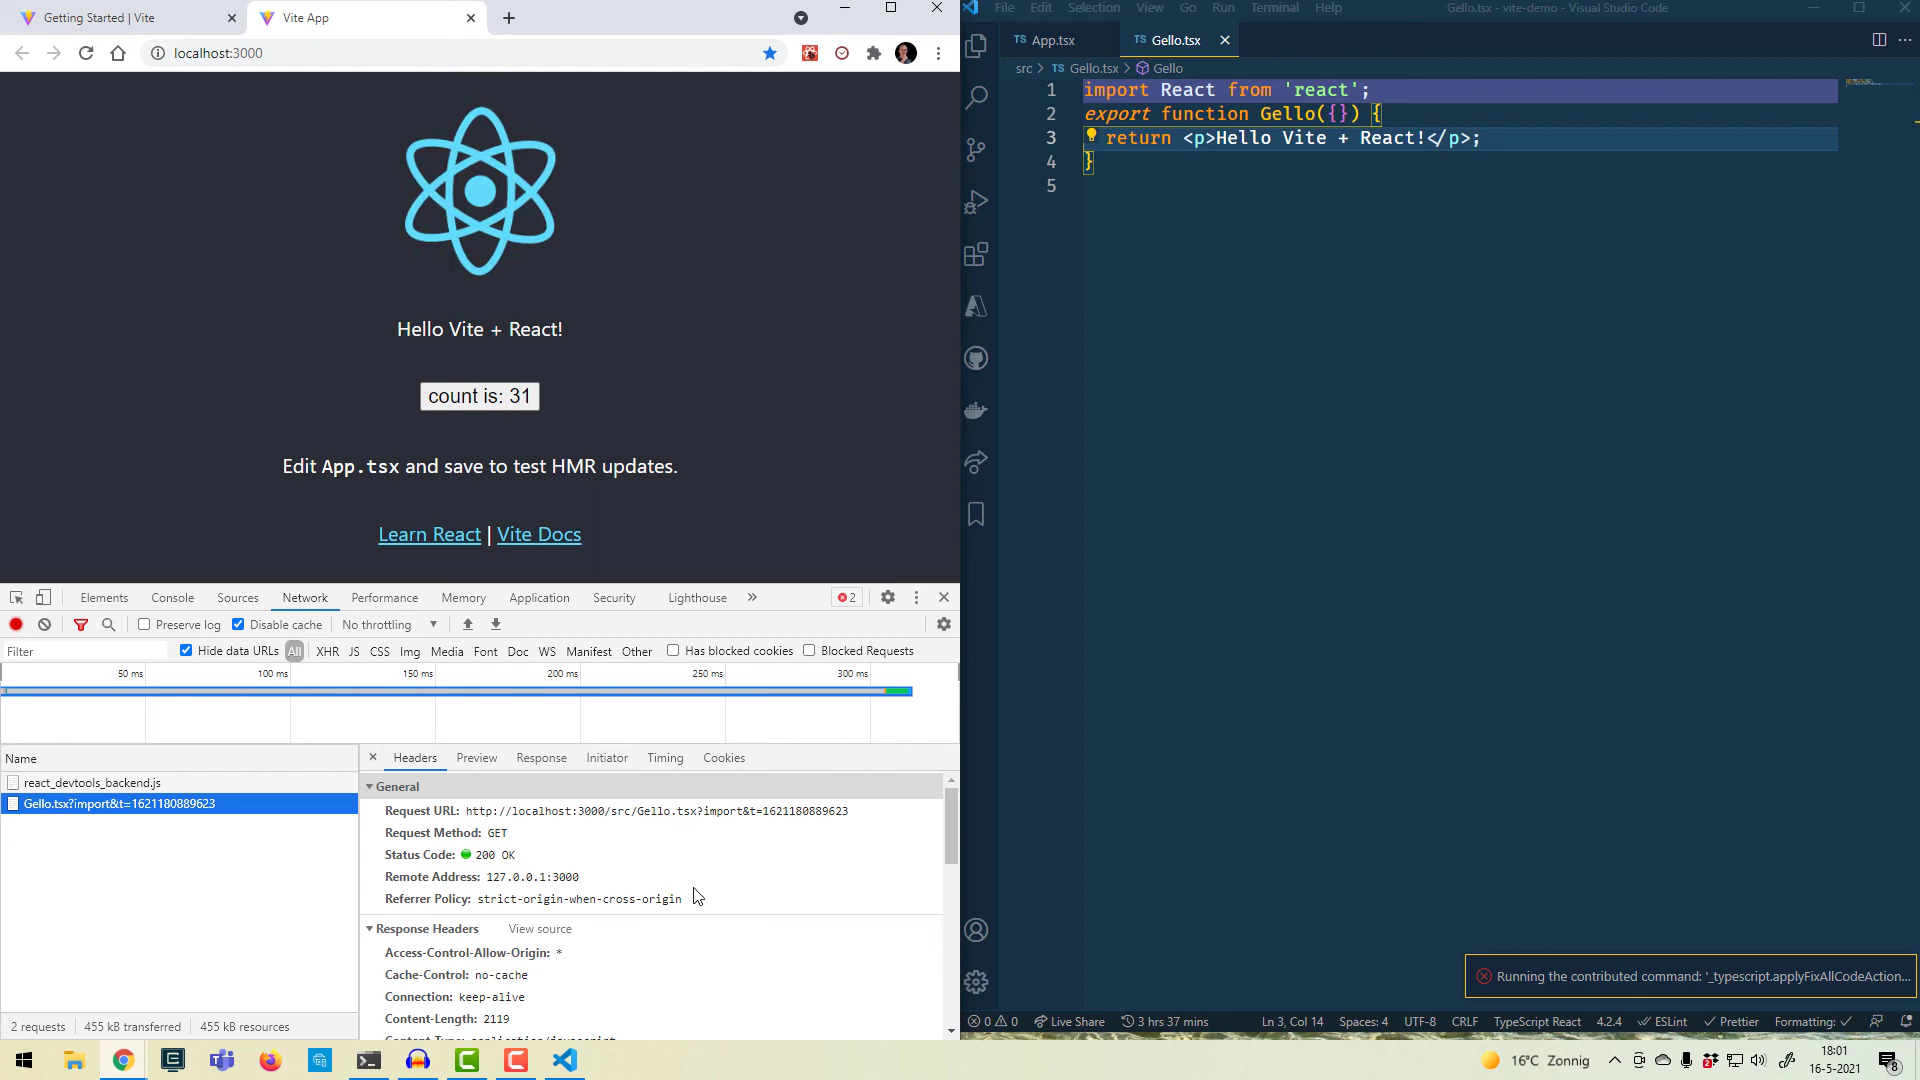 Getting Started | Vite
Vite App
localhost:3000
Hello Vite + React!
count is: 31
Edit App.tsx and save to test HMR updates.
Learn React | Vite Docs
Elements Console Sources Network Performance Memory Application Security Lighthouse » 2
Preserve log Disable cache No throttling
Filter Hide data URLs All XHR JS CSS Img Media Font Doc WS Manifest Other Has blocked cookies Blocked Requests
50 ms 100 ms 150 ms 200 ms 250 ms 300 ms
Name
react_devtools_backend.js
Gello.tsx?import&t=1621180889623
2 requests 455 kB transferred 455 kB resources
Headers Preview Response Initiator Timing Cookies
General
Request URL: http://localhost:3000/src/Gello.tsx?import&t=1621180889623
Request Method: GET
Status Code: 200 OK
Remote Address: 127.0.0.1:3000
Referrer Policy: strict-origin-when-cross-origin
Response Headers View source
Access-Control-Allow-Origin: *
Cache-Control: no-cache
Connection: keep-alive
Content-Length: 2119
File Edit Selection View Go Run Terminal Help Gello.tsx - vite-demo - Visual Studio Code
TS App.tsx TS Gello.tsx
src > TS Gello.tsx > Gello
1 import React from 'react';
2 export function Gello({}) {
3 return <p>Hello Vite + React!</p>;
4 }
5
Running the contributed command: '_typescript.applyFixAllCodeAction...
0 0 Live Share 3 hrs 37 mins Ln 3, Col 14 Spaces: 4 UTF-8 CRLF TypeScript React 4.2.4 ESLint Prettier Formatting:
16°C Zonnig
18:01
16-5-2021
8